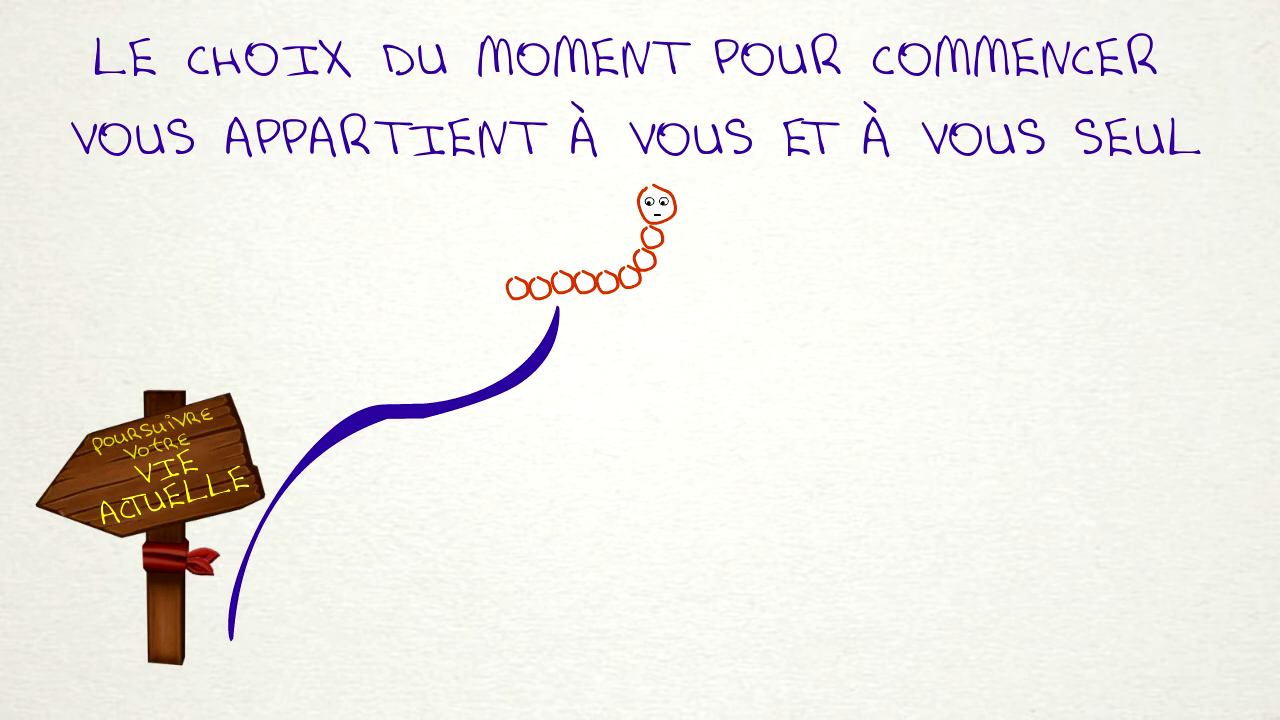 LE CHOIX DU MOMENT POUR COMMENCER
VOUS APPARTIENT À VOUS ET À VOUS SEUL
POURSUIVRE
VOTRE
VIE
ACTUELLE